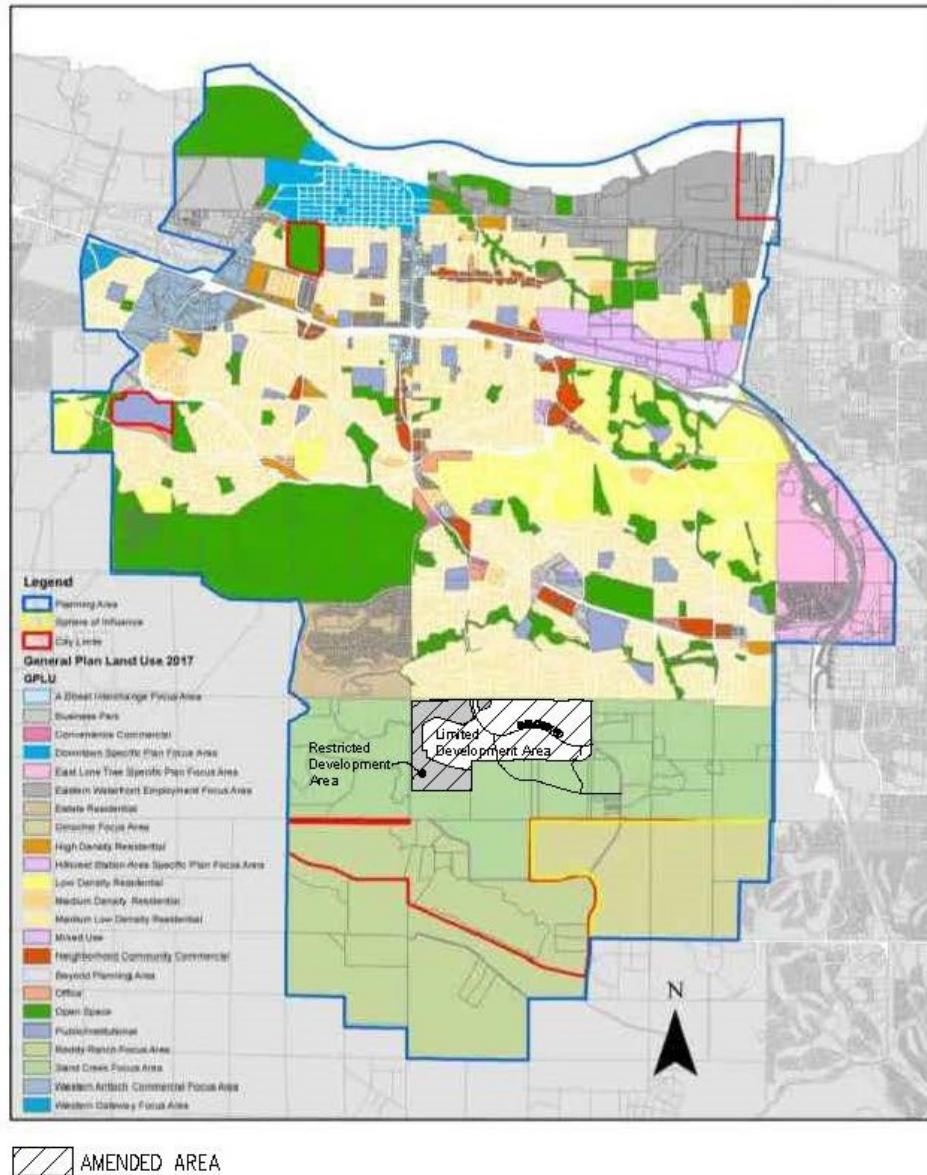 Restricted
Development
Area
Limited
Development Area
Legend
Planning Area
Sphere of Influence
City Limits
General Plan Land Use 2017
GPLU
A Street Interchange Focus Area
Business Park
Convenience Commercial
Downtown Specific Plan Focus Area
East Lone Tree Specific Plan Focus Area
Eastern Waterfront Employment Focus Area
Estate Residential
Ginochio Focus Area
High Density Residential
Hillcrest Station Area Specific Plan Focus Area
Low Density Residential
Medium Density Residential
Medium Low Density Residential
Mixed Use
Neighborhood Community Commercial
Beyond Planning Area
Office
Open Space
Public/Institutional
Roddy Ranch Focus Area
Sand Creek Focus Area
Western Antioch Commercial Focus Area
Western Gateway Focus Area
N
AMENDED AREA